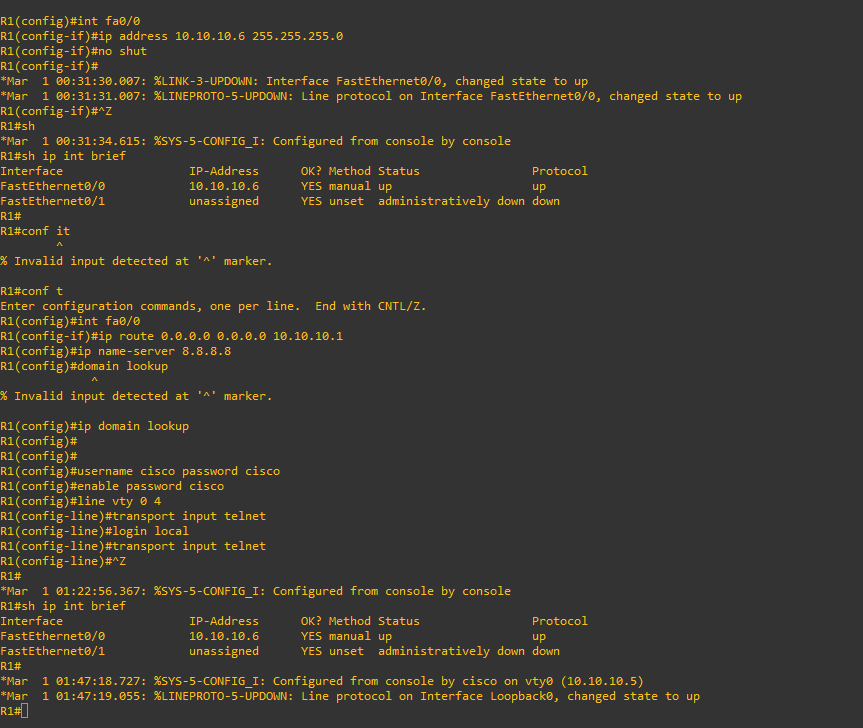 R1(config)#int fa0/0
R1(config-if)#ip address 10.10.10.6 255.255.255.0
R1(config-if)#no shut
R1(config-if)#
*Mar  1 00:31:30.007: %LINK-3-UPDOWN: Interface FastEthernet0/0, changed state to up
*Mar  1 00:31:31.007: %LINEPROTO-5-UPDOWN: Line protocol on Interface FastEthernet0/0, changed state to up
R1(config-if)#^Z
R1#sh
*Mar  1 00:31:34.615: %SYS-5-CONFIG_I: Configured from console by console
R1#sh ip int brief
Interface                  IP-Address      OK? Method Status                Protocol
FastEthernet0/0            10.10.10.6      YES manual up                    up
FastEthernet0/1            unassigned      YES unset  administratively down down
R1#
R1#conf it
        ^
% Invalid input detected at '^' marker.

R1#conf t
Enter configuration commands, one per line.  End with CNTL/Z.
R1(config)#int fa0/0
R1(config-if)#ip route 0.0.0.0 0.0.0.0 10.10.10.1
R1(config)#ip name-server 8.8.8.8
R1(config)#domain lookup
             ^
% Invalid input detected at '^' marker.

R1(config)#ip domain lookup
R1(config)#
R1(config)#
R1(config)#username cisco password cisco
R1(config)#enable password cisco
R1(config)#line vty 0 4
R1(config-line)#transport input telnet
R1(config-line)#login local
R1(config-line)#transport input telnet
R1(config-line)#^Z
R1#
*Mar  1 01:22:56.367: %SYS-5-CONFIG_I: Configured from console by console
R1#sh ip int brief
Interface                  IP-Address      OK? Method Status                Protocol
FastEthernet0/0            10.10.10.6      YES manual up                    up
FastEthernet0/1            unassigned      YES unset  administratively down down
R1#
*Mar  1 01:47:18.727: %SYS-5-CONFIG_I: Configured from console by cisco on vty0 (10.10.10.5)
*Mar  1 01:47:19.055: %LINEPROTO-5-UPDOWN: Line protocol on Interface Loopback0, changed state to up
R1#